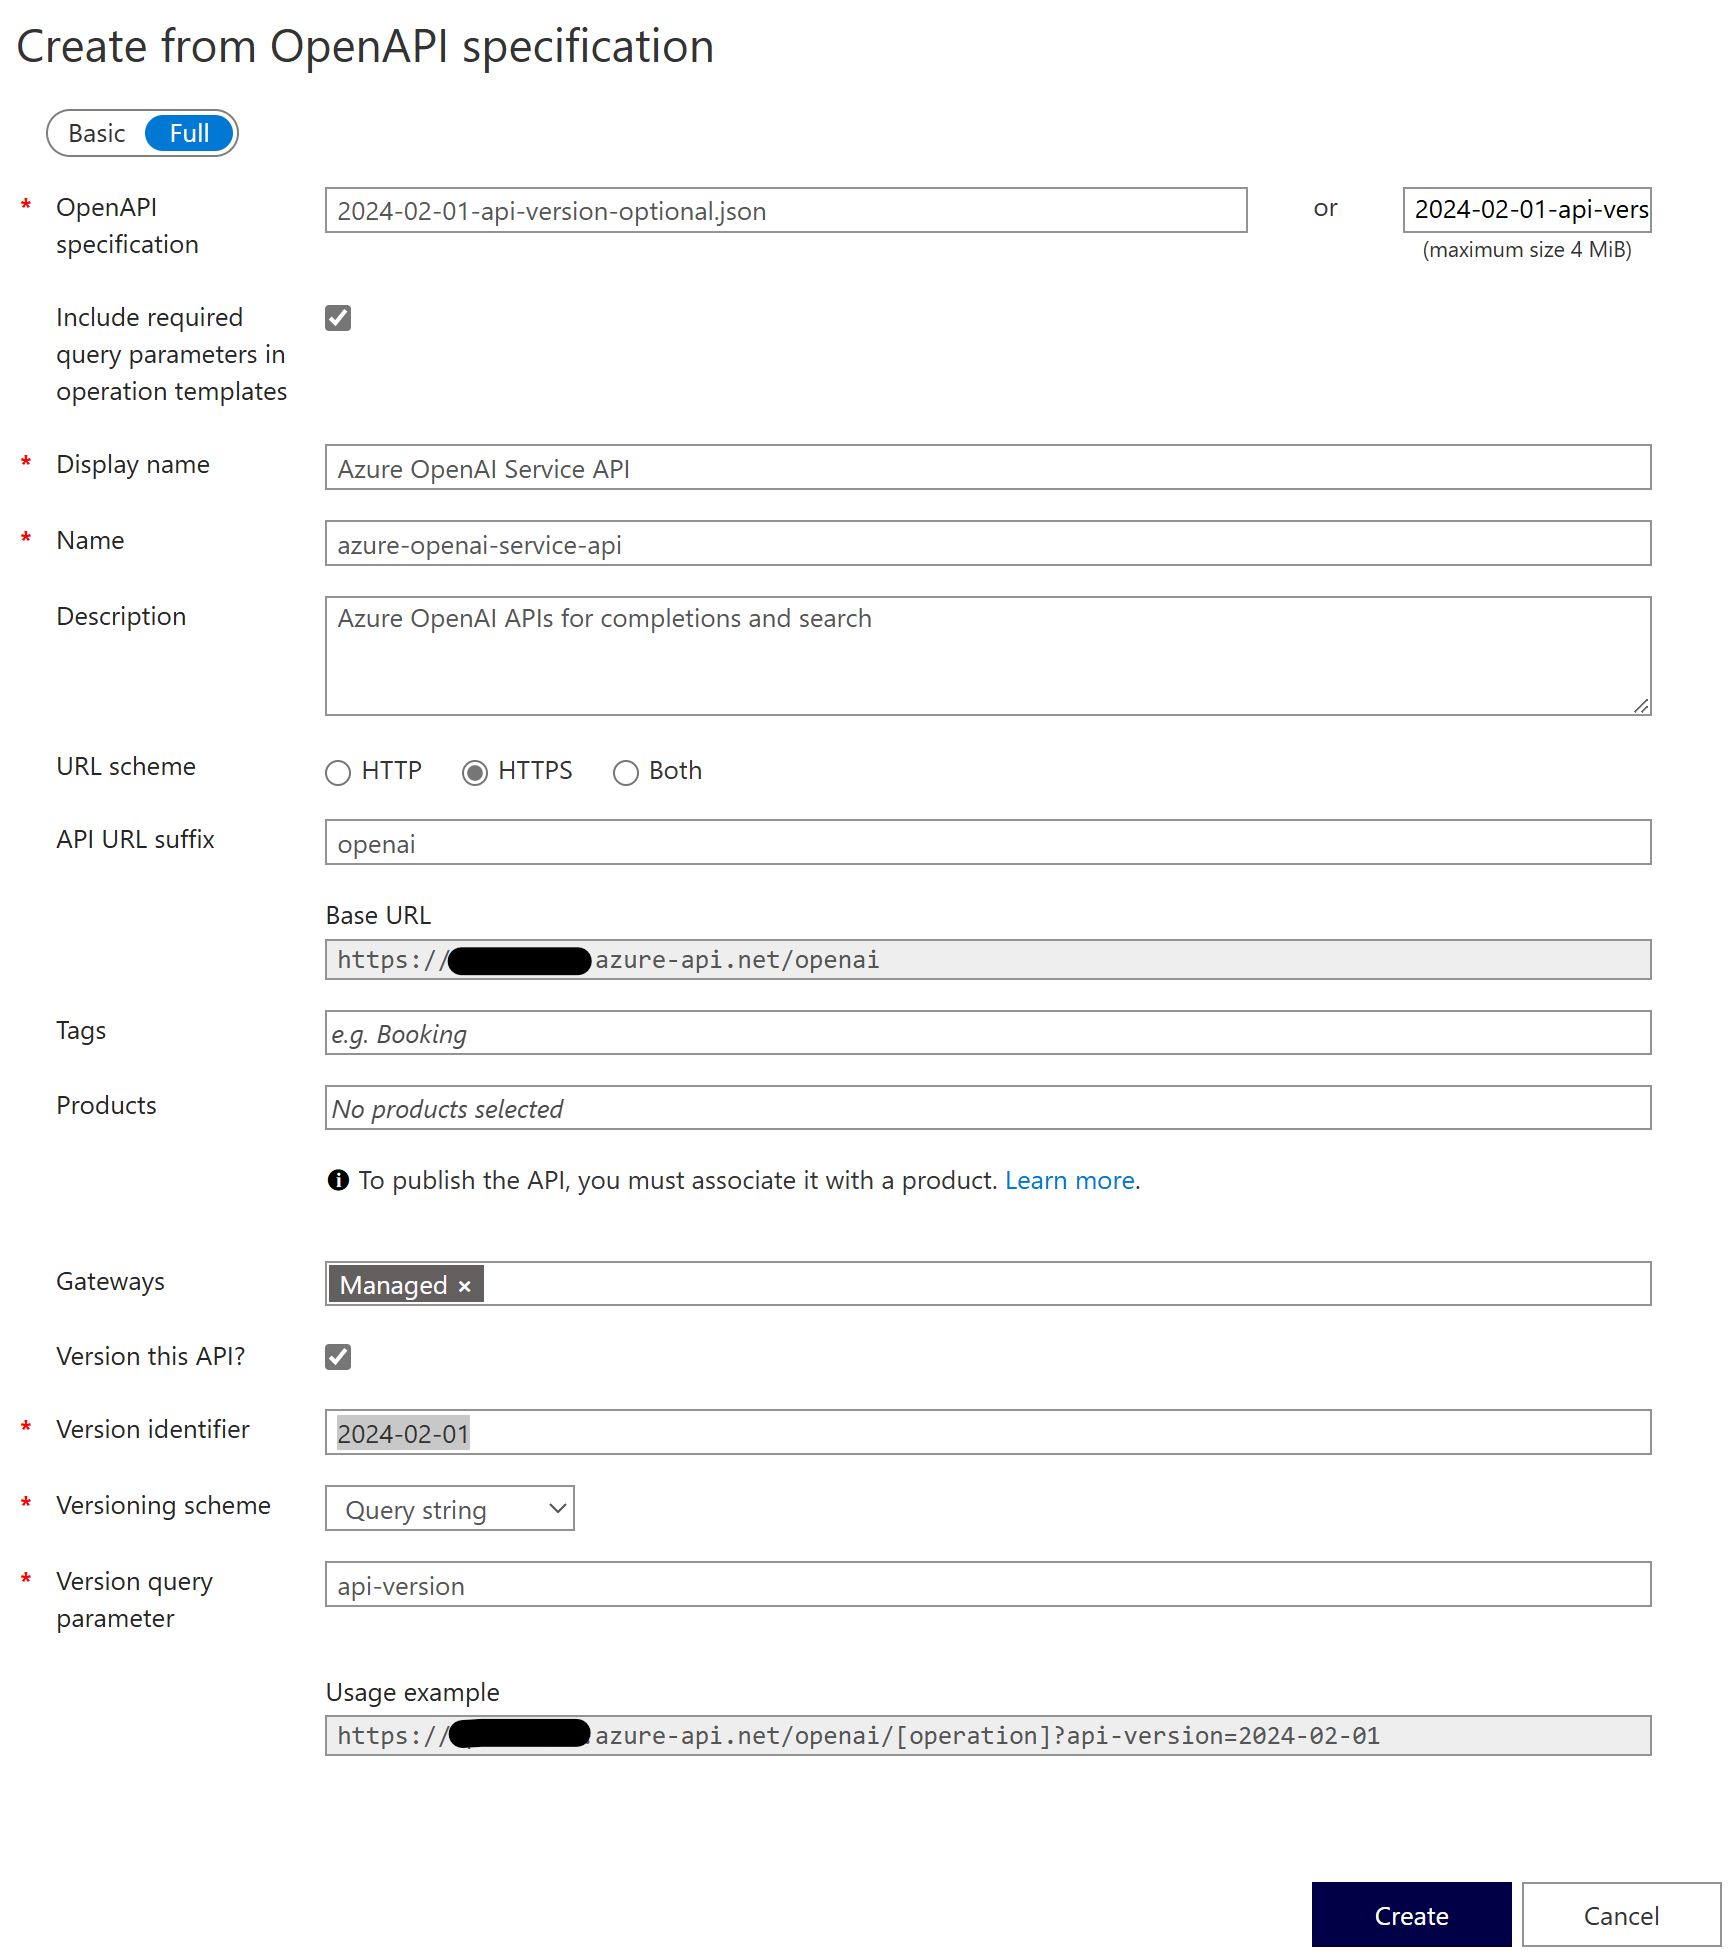 Create from OpenAPI specification
Basic Full
* OpenAPI specification
2024-02-01-api-version-optional.json
or
2024-02-01-api-vers
(maximum size 4 MiB)
Include required
query parameters in
operation templates
* Display name
Azure OpenAI Service API
* Name
azure-openai-service-api
Description
Azure OpenAI APIs for completions and search
URL scheme
HTTP HTTPS Both
API URL suffix
openai
Base URL
https:// azure-api.net/openai
Tags
e.g. Booking
Products
No products selected
To publish the API, you must associate it with a product. Learn more.
Gateways
Managed ×
Version this API?
* Version identifier
2024-02-01
* Versioning scheme
Query string
* Version query
parameter
api-version
Usage example
https:// .azure-api.net/openai/[operation]?api-version=2024-02-01
Create Cancel